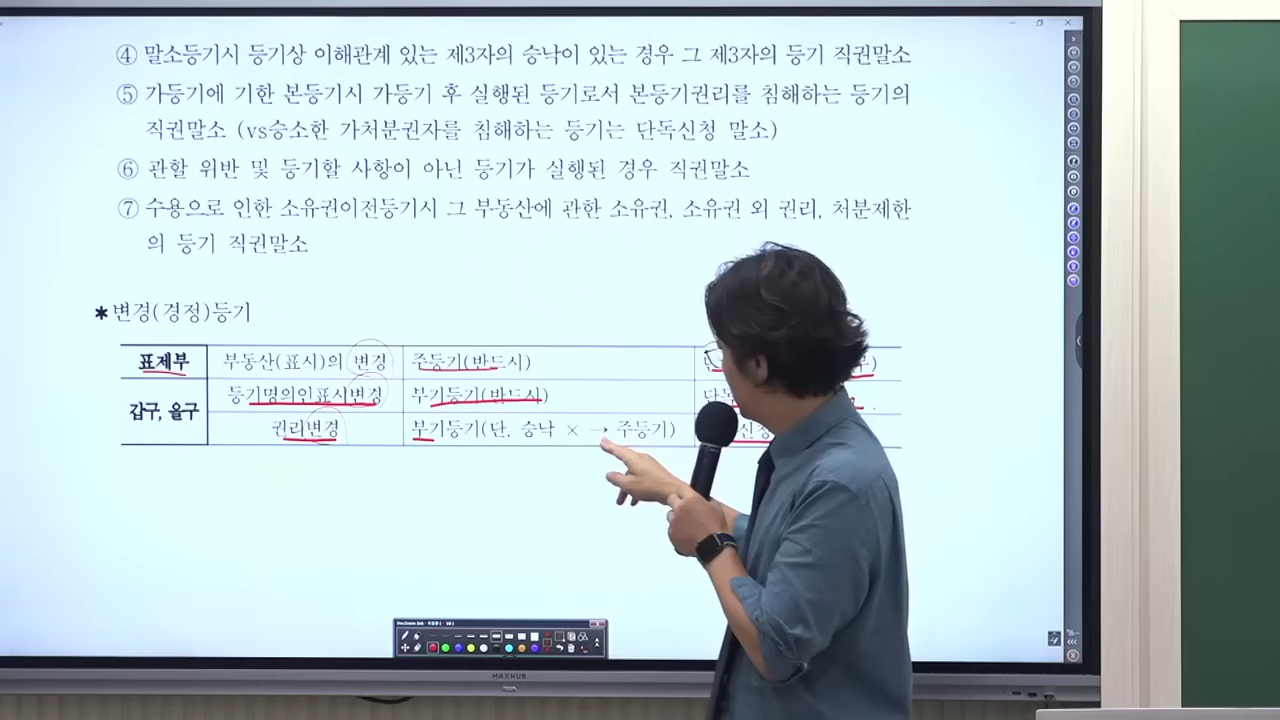 ④ 말소등기시 등기상 이해관계 있는 제3자의 승낙이 있는 경우 그 제3자의 등기 직권말소
⑤ 가등기에 기한 본등기시 가등기 후 실행된 등기로서 본등기권리를 침해하는 등기의
직권말소 (vs승소한 가처분권자를 침해하는 등기는 단독신청 말소)
⑥ 관할 위반 및 등기할 사항이 아닌 등기가 실행된 경우 직권말소
⑦ 수용으로 인한 소유권이전등기시 그 부동산에 관한 소유권, 소유권 외 권리, 처분제한
의 등기 직권말소
*변경(경정)등기
표제부 부동산(표시)의 변경 주등기(반드시)
갑구, 을구 등기명의인표시변경 부기등기(반드시) 단독
권리변경 부기등기(단, 승낙 × → 주등기) 신청
MAXHUB